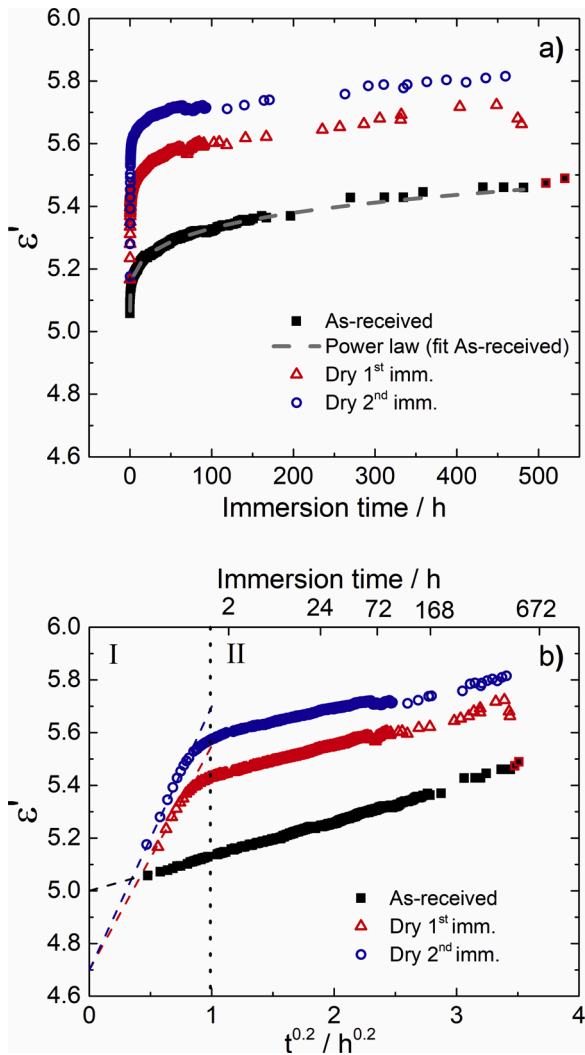 6.0
a)
5.8
5.6
5.4
5.2
ε'
5.0
4.8
4.6
As-received
Power law (fit As-received)
Dry 1st imm.
Dry 2nd imm.
0 100 200 300 400 500
Immersion time / h
Immersion time / h
2 24 72 168 672
6.0
I II b)
5.8
5.6
5.4
5.2
ε'
5.0
4.8
4.6
As-received
Dry 1st imm.
Dry 2nd imm.
0 1 2 3 4
t^0.2 / h^0.2